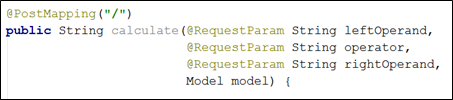 @PostMapping("/")
public String calculate(@RequestParam String leftOperand,
@RequestParam String operator,
@RequestParam String rightOperand,
Model model) {